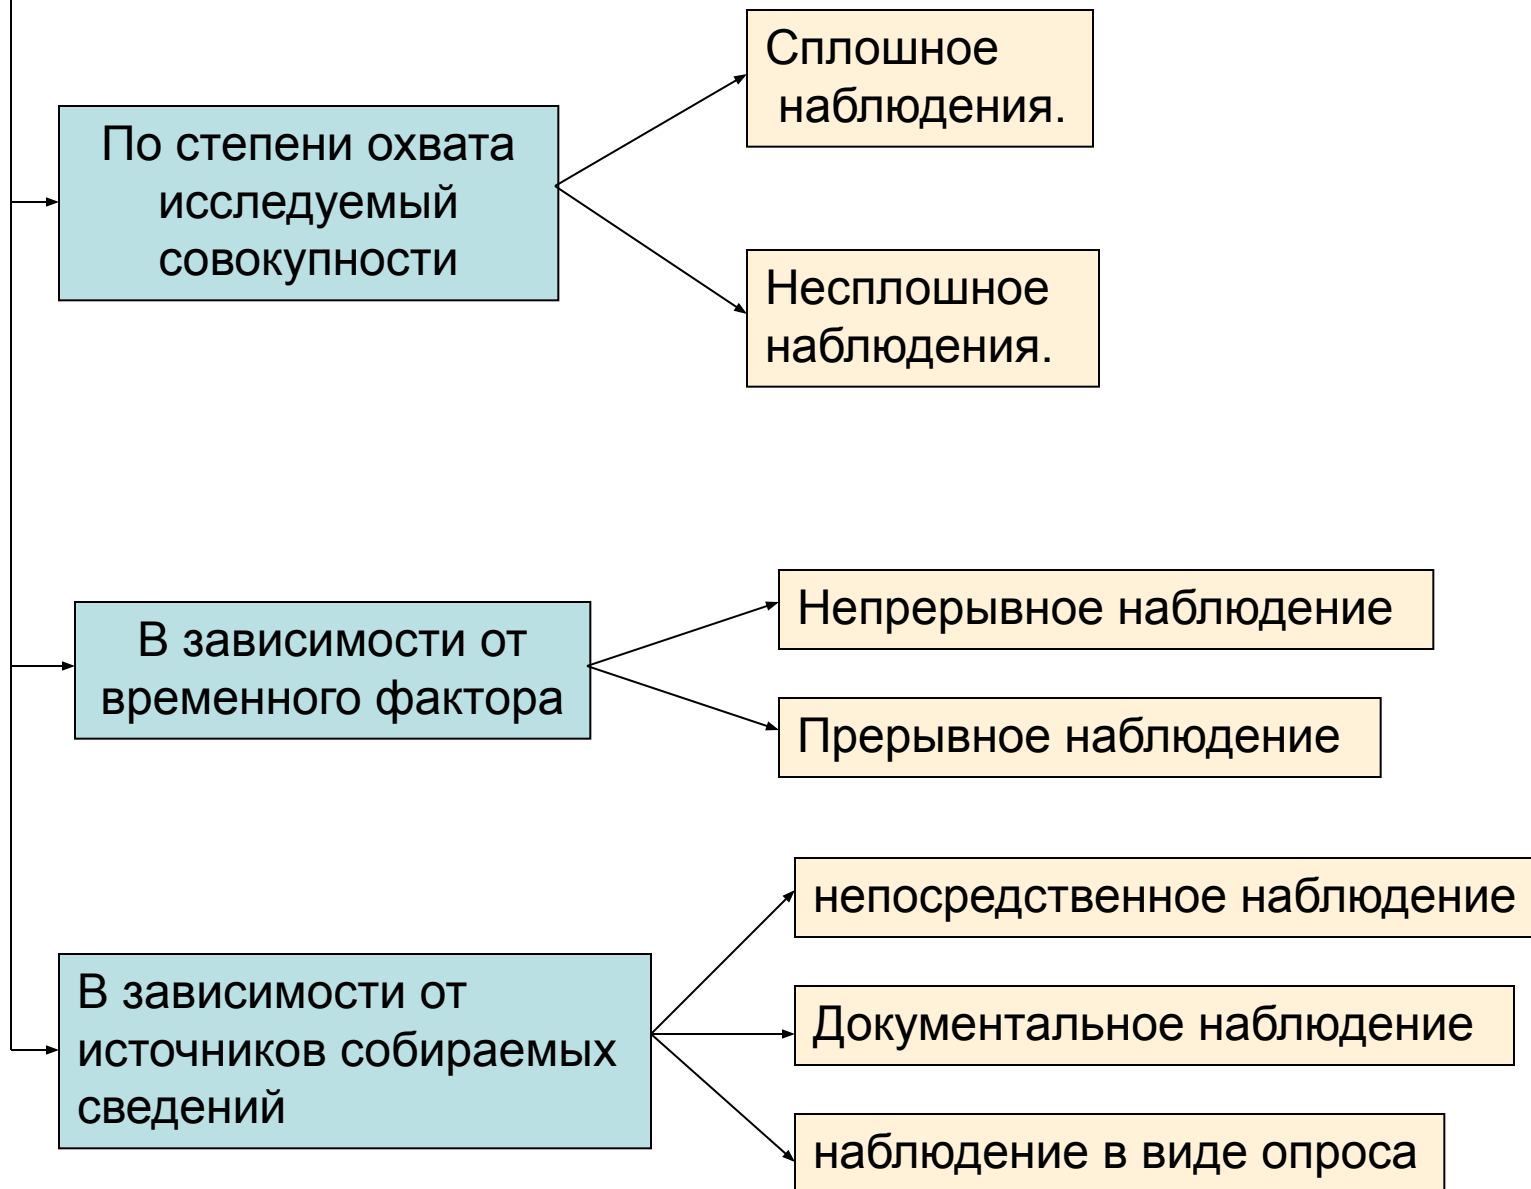 По степени охвата
исследуемый
совокупности
Сплошное
наблюдения.
Несплошное
наблюдения.
В зависимости от
временного фактора
Непрерывное наблюдение
Прерывное наблюдение
В зависимости от
источников собираемых
сведений
непосредственное наблюдение
Документальное наблюдение
наблюдение в виде опроса